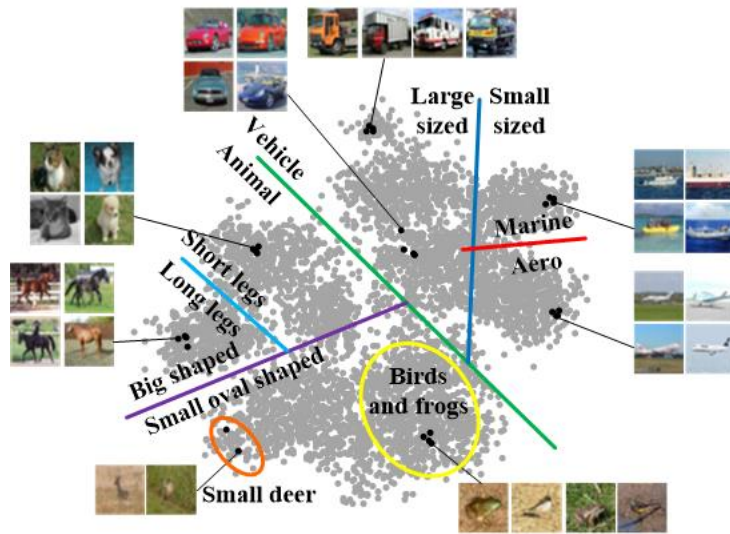 Large
sized
Small
sized
Vehicle
Animal
Marine
Aero
Short legs
Long legs
Big shaped
Small oval shaped
Birds
and frogs
Small deer